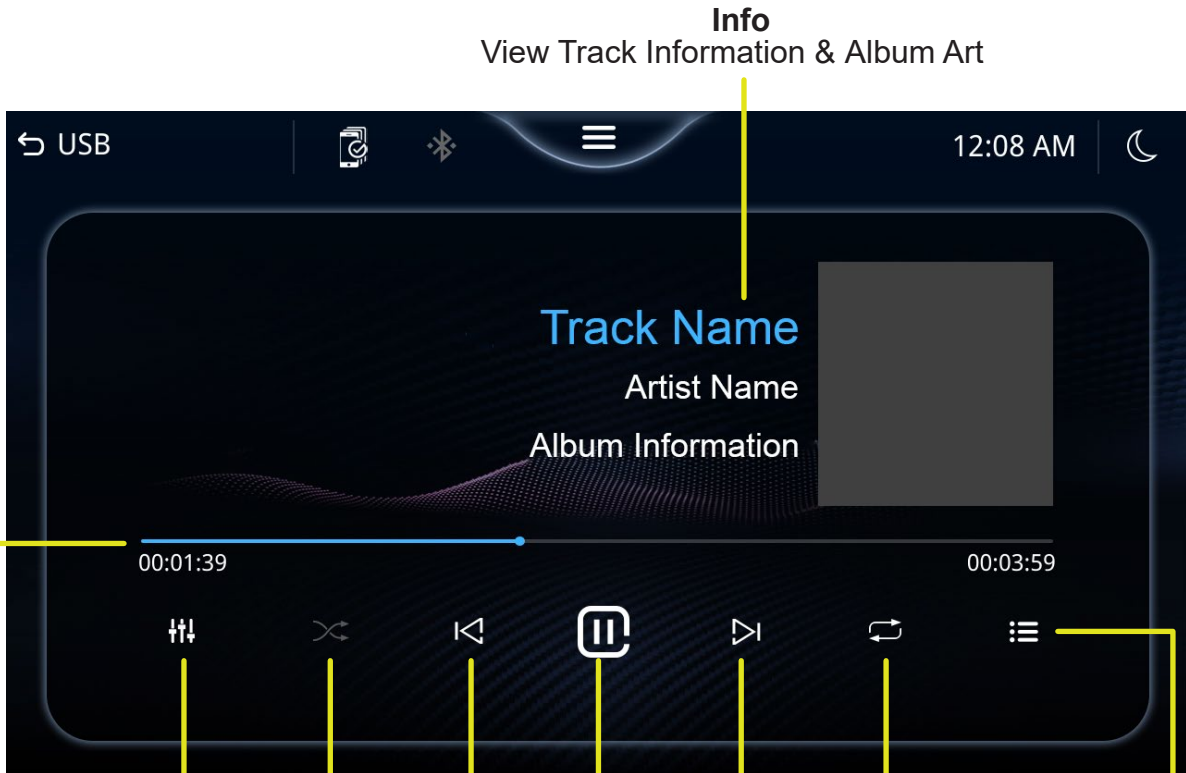 Info
View Track Information & Album Art
USB
12:08 AM
Track Name
Artist Name
Album Information
00:01:39
00:03:59